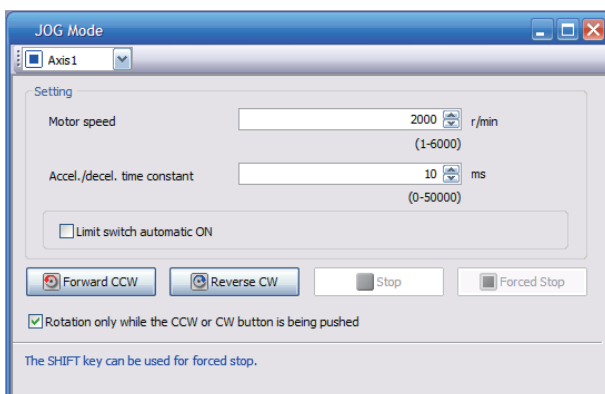 JOG Mode
Axis1
Setting
Motor speed 2000 r/min
(1-6000)
Accel./decel. time constant 10 ms
(0-50000)
Limit switch automatic ON
Forward CCW Reverse CW Stop Forced Stop
Rotation only while the CCW or CW button is being pushed
The SHIFT key can be used for forced stop.